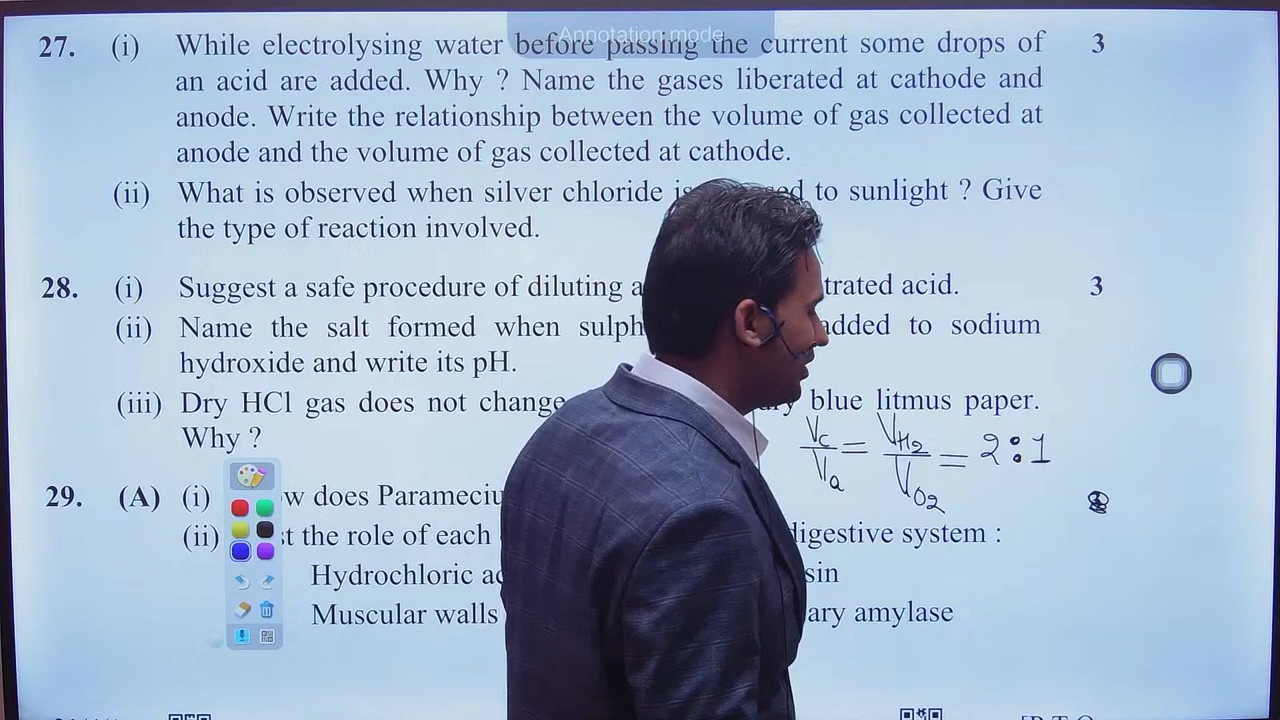 Annotation mode
27. (i) While electrolysing water before passing the current some drops of 3
an acid are added. Why ? Name the gases liberated at cathode and
anode. Write the relationship between the volume of gas collected at
anode and the volume of gas collected at cathode.
(ii) What is observed when silver chloride is to sunlight ? Give
the type of reaction involved.
28. (i) Suggest a safe procedure of diluting a trated acid. 3
(ii) Name the salt formed when sulph added to sodium
hydroxide and write its pH.
(iii) Dry HCl gas does not change blue litmus paper.
Why ?
Vc/Va = VH2/VO2 = 2:1
29. (A) (i) ow does Parameciu
(ii) st the role of each digestive system :
Hydrochloric ac sin
Muscular walls ary amylase